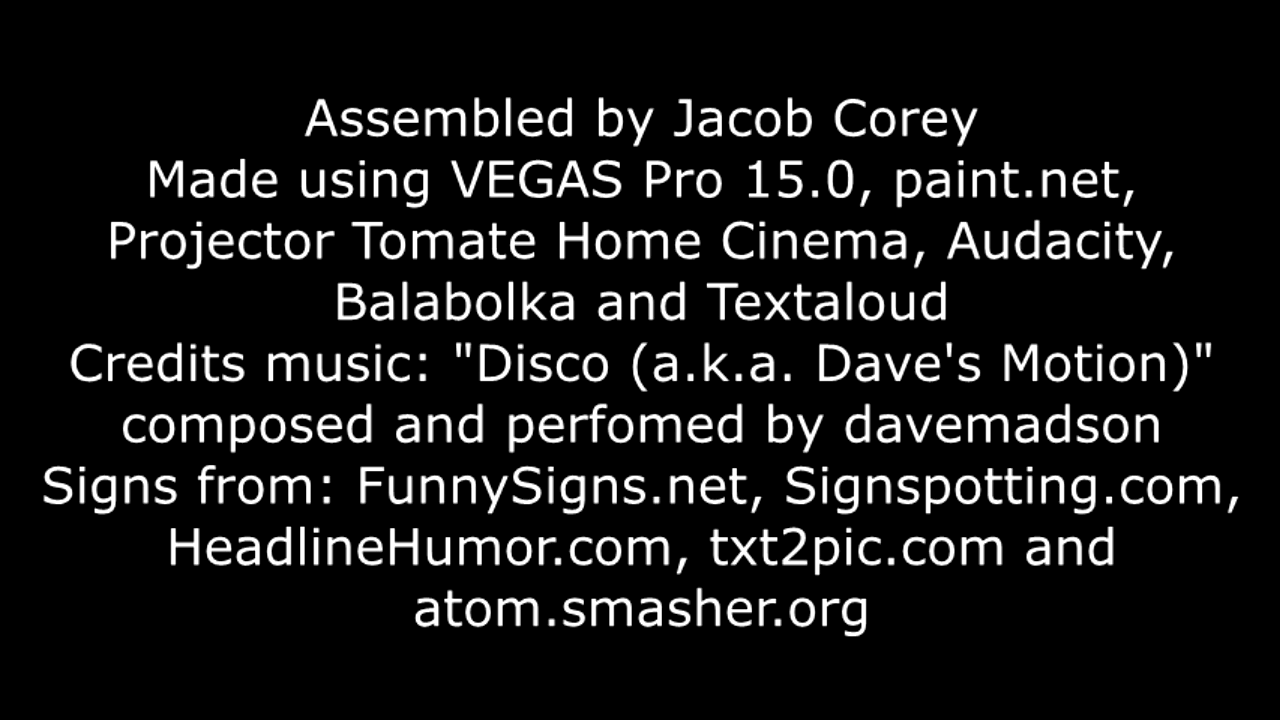 Assembled by Jacob Corey
Made using VEGAS Pro 15.0, paint.net,
Projector Tomate Home Cinema, Audacity,
Balabolka and Textaloud
Credits music: "Disco (a.k.a. Dave's Motion)"
composed and perfomed by davemadson
Signs from: FunnySigns.net, Signspotting.com,
HeadlineHumor.com, txt2pic.com and
atom.smasher.org